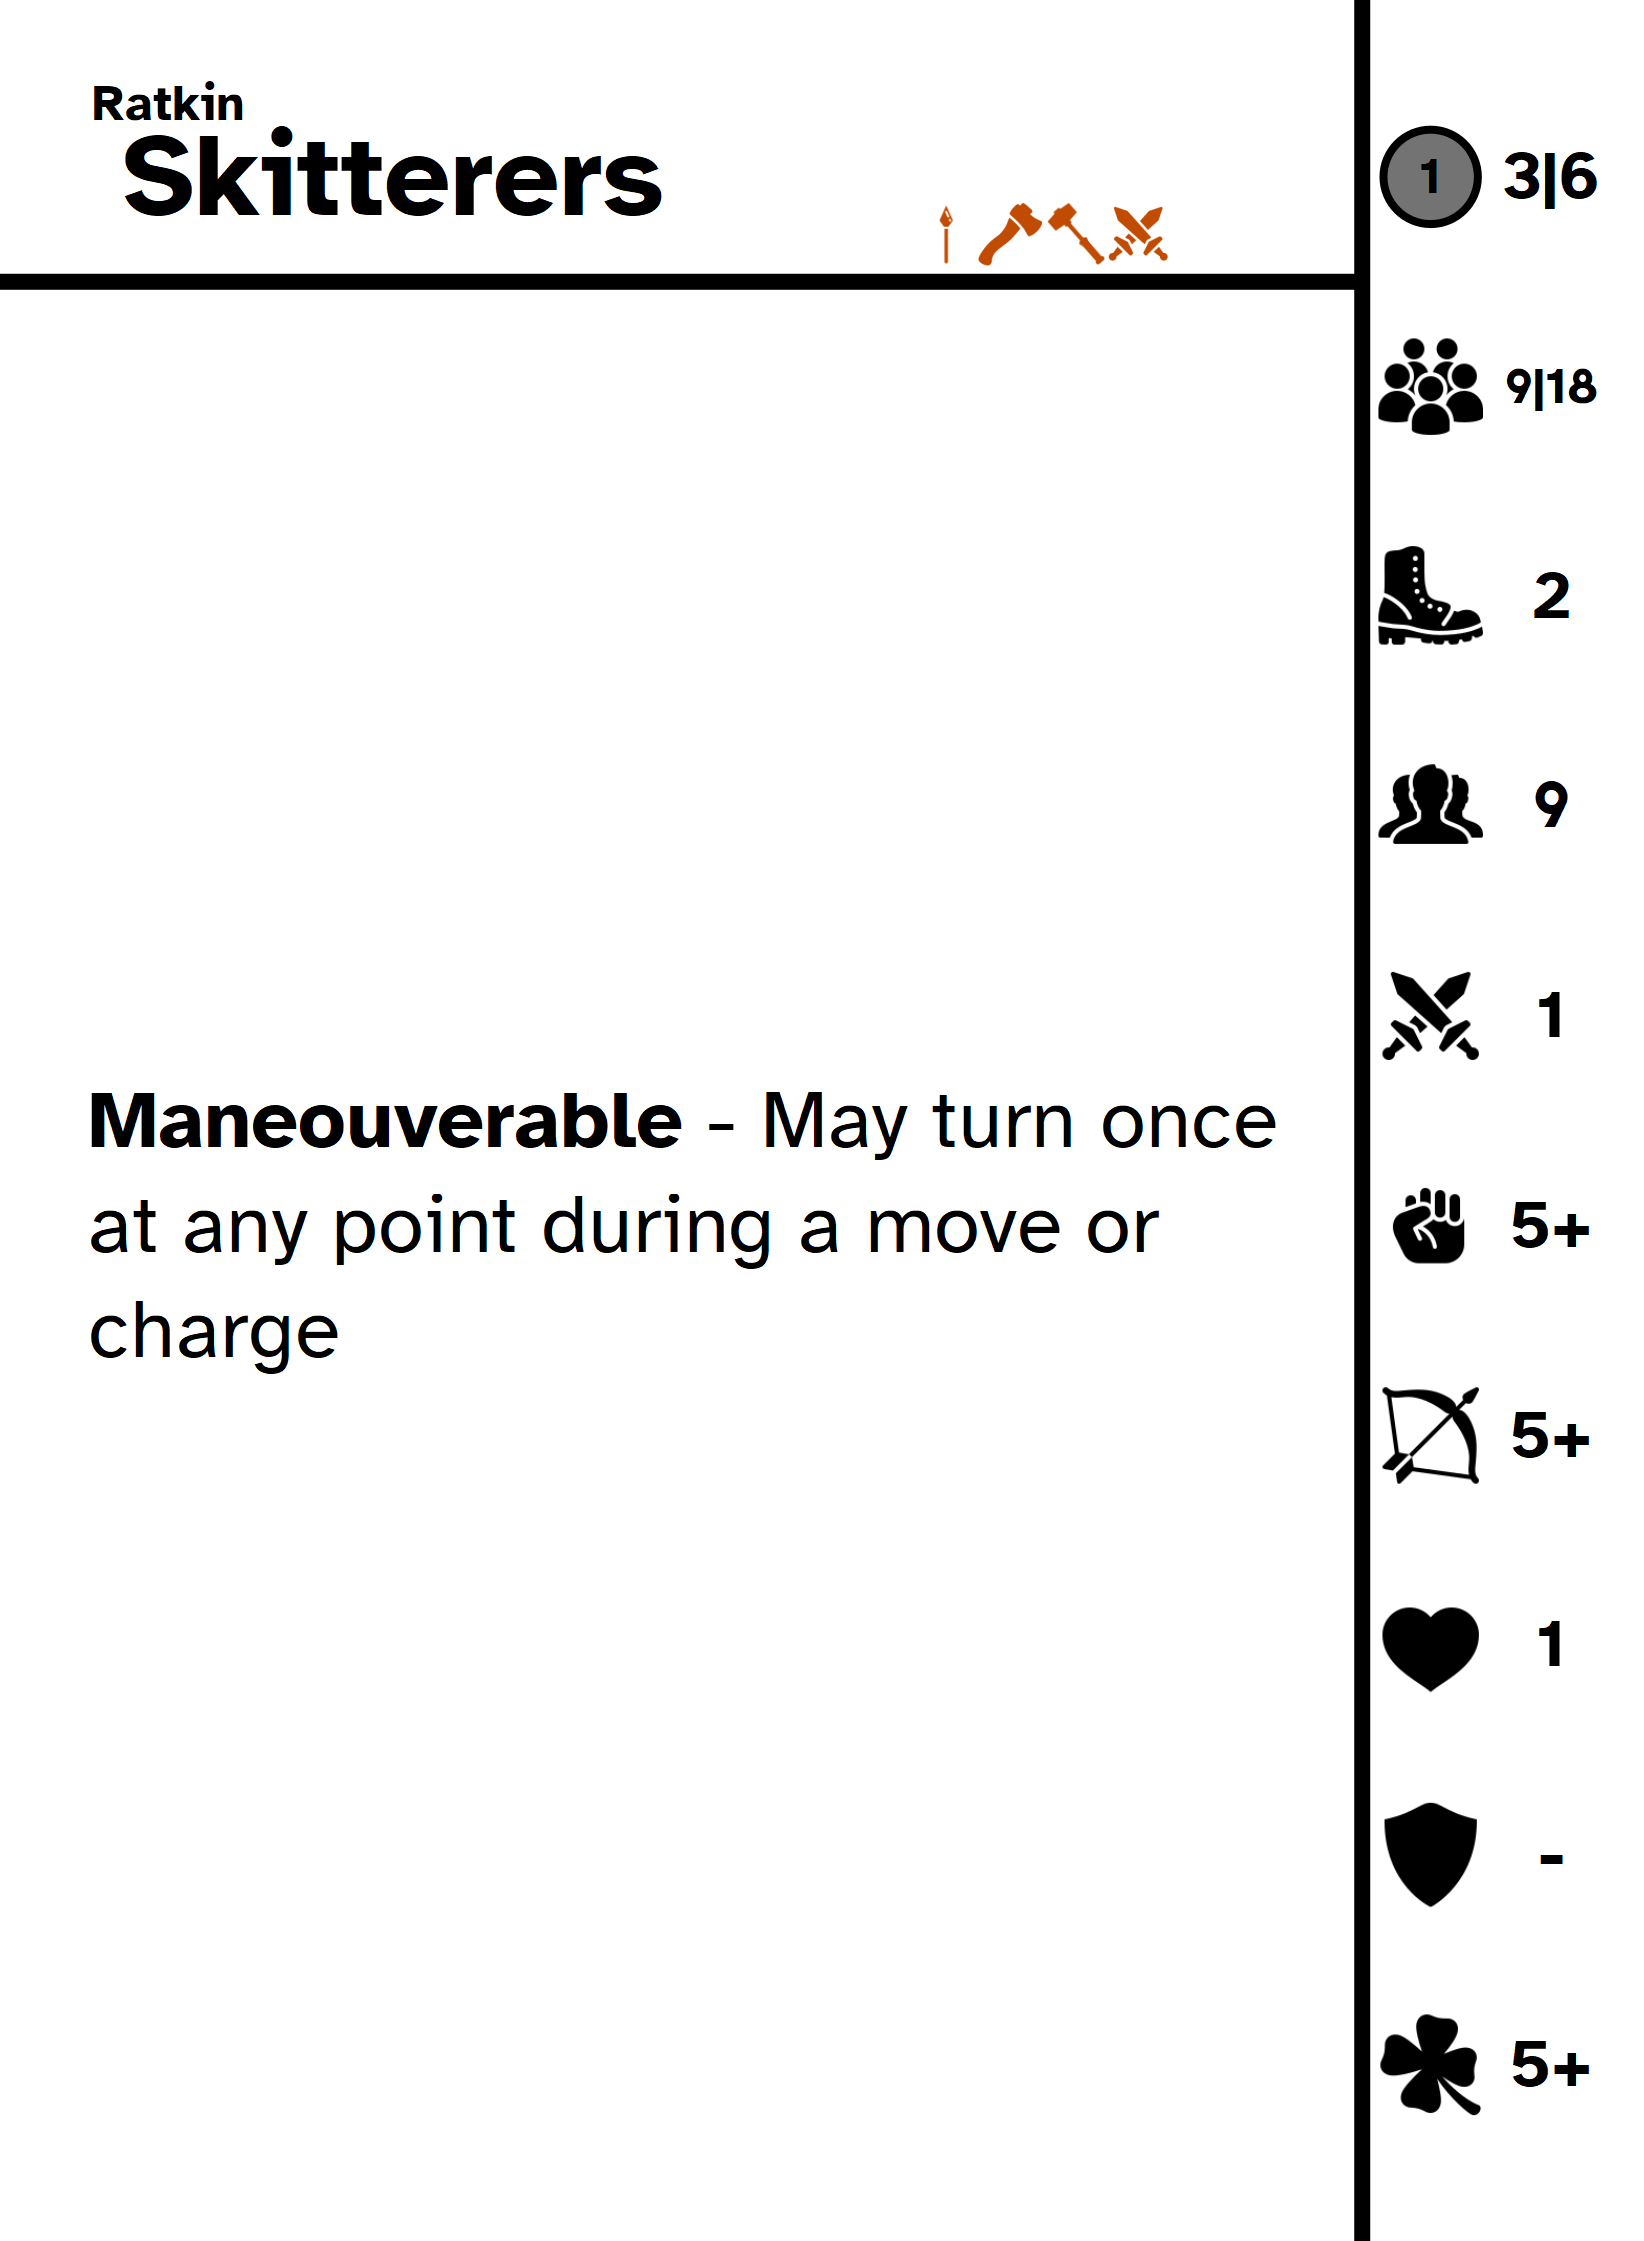 Ratkin
Skitterers
1 3|6
9|18
2
9
1
Maneouverable - May turn once
at any point during a move or
charge
5+
5+
1
-
5+